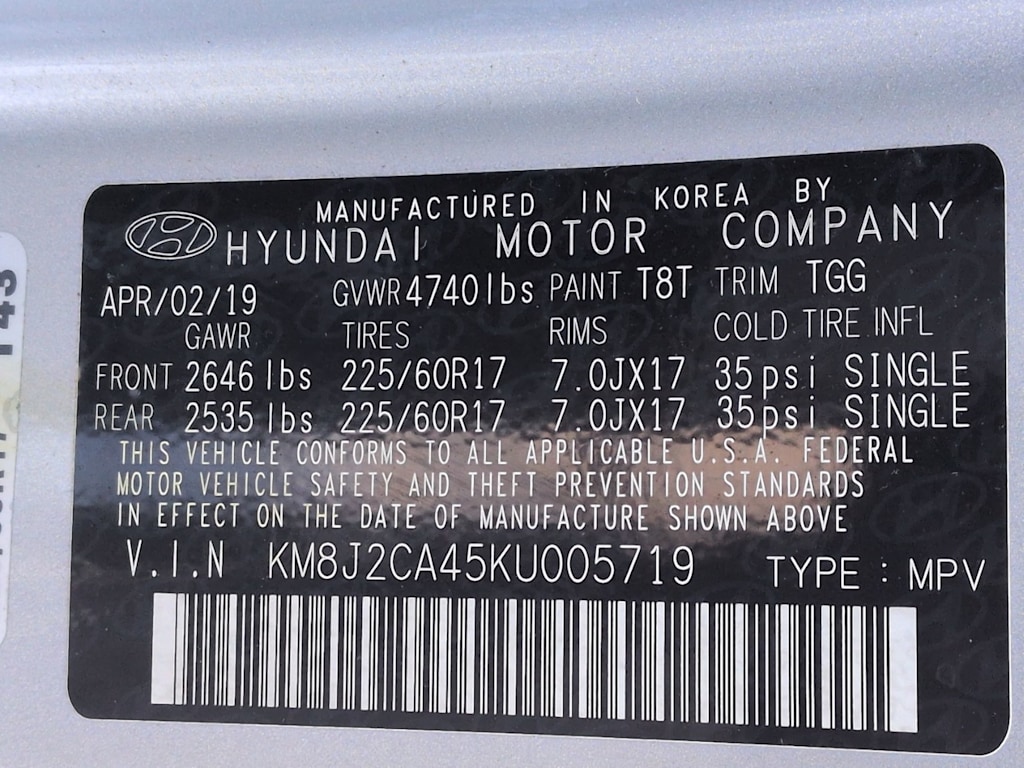 MANUFACTURED IN KOREA BY
HYUNDAI MOTOR COMPANY
APR/02/19 GVWR 4740lbs PAINT T8T TRIM TGG
GAWR TIRES RIMS COLD TIRE INFL
FRONT 2646 lbs 225/60R17 7.0JX17 35psi SINGLE
REAR 2535 lbs 225/60R17 7.0JX17 35psi SINGLE
THIS VEHICLE CONFORMS TO ALL APPLICABLE U.S.A. FEDERAL
MOTOR VEHICLE SAFETY AND THEFT PREVENTION STANDARDS
IN EFFECT ON THE DATE OF MANUFACTURE SHOWN ABOVE
V.I.N KM8J2CA45KU005719 TYPE : MPV